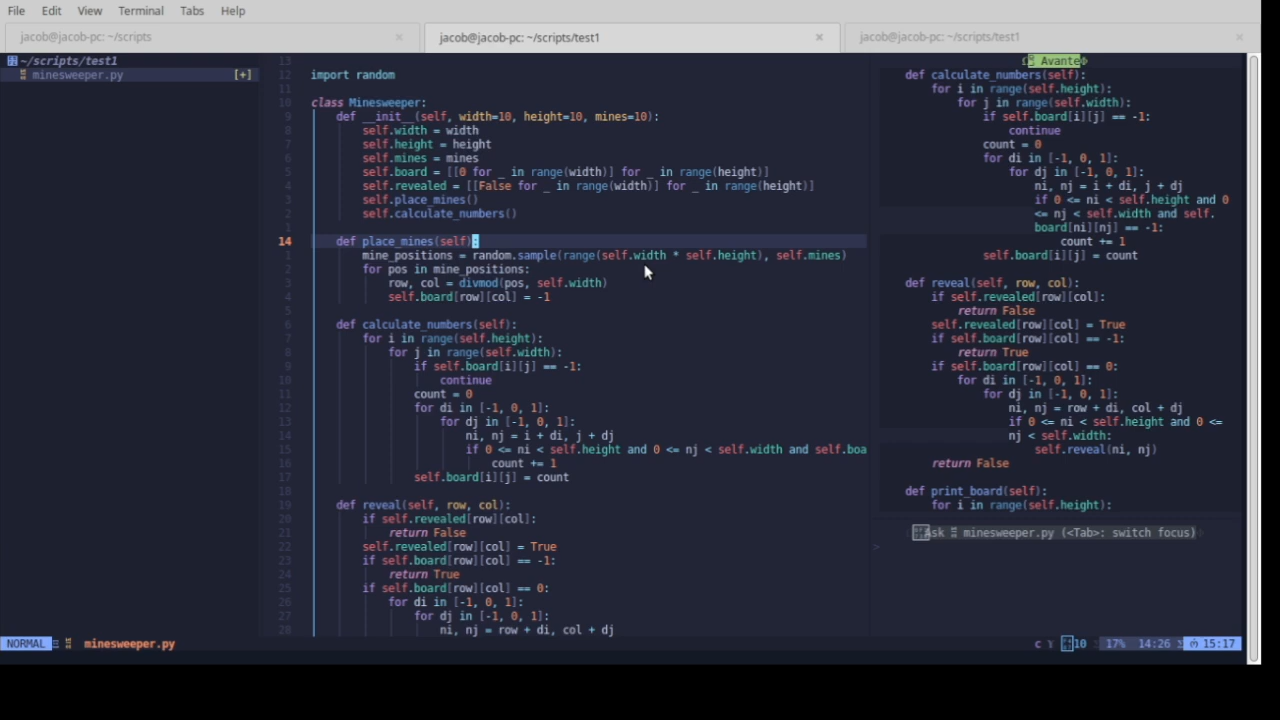 File Edit View Terminal Tabs Help
jacob@jacob-pc: ~/scripts × jacob@jacob-pc: ~/scripts/test1 × jacob@jacob-pc: ~/scripts/test1 ×
~/scripts/test1
minesweeper.py [+]
13
12 import random
11
10 class Minesweeper:
9 def __init__(self, width=10, height=10, mines=10):
8 self.width = width
7 self.height = height
6 self.mines = mines
5 self.board = [[0 for _ in range(width)] for _ in range(height)]
4 self.revealed = [[False for _ in range(width)] for _ in range(height)]
3 self.place_mines()
2 self.calculate_numbers()
1
14 def place_mines(self):
1 mine_positions = random.sample(range(self.width * self.height), self.mines)
2 for pos in mine_positions:
3 row, col = divmod(pos, self.width)
4 self.board[row][col] = -1
5
6 def calculate_numbers(self):
7 for i in range(self.height):
8 for j in range(self.width):
9 if self.board[i][j] == -1:
10 continue
11 count = 0
12 for di in [-1, 0, 1]:
13 for dj in [-1, 0, 1]:
14 ni, nj = i + di, j + dj
15 if 0 <= ni < self.height and 0 <= nj < self.width and self.boa
16 count += 1
17 self.board[i][j] = count
18
19 def reveal(self, row, col):
20 if self.revealed[row][col]:
21 return False
22 self.revealed[row][col] = True
23 if self.board[row][col] == -1:
24 return True
25 if self.board[row][col] == 0:
26 for di in [-1, 0, 1]:
27 for dj in [-1, 0, 1]:
28 ni, nj = row + di, col + dj
Avante
def calculate_numbers(self):
for i in range(self.height):
for j in range(self.width):
if self.board[i][j] == -1:
continue
count = 0
for di in [-1, 0, 1]:
for dj in [-1, 0, 1]:
ni, nj = i + di, j + dj
if 0 <= ni < self.height and 0
<= nj < self.width and self.
board[ni][nj] == -1:
count += 1
self.board[i][j] = count
def reveal(self, row, col):
if self.revealed[row][col]:
return False
self.revealed[row][col] = True
if self.board[row][col] == -1:
return True
if self.board[row][col] == 0:
for di in [-1, 0, 1]:
for dj in [-1, 0, 1]:
ni, nj = row + di, col + dj
if 0 <= ni < self.height and 0 <=
nj < self.width:
self.reveal(ni, nj)
return False
def print_board(self):
for i in range(self.height):
Ask minesweeper.py (<Tab>: switch focus)
>
NORMAL minesweeper.py 10 17% 14:26 15:17